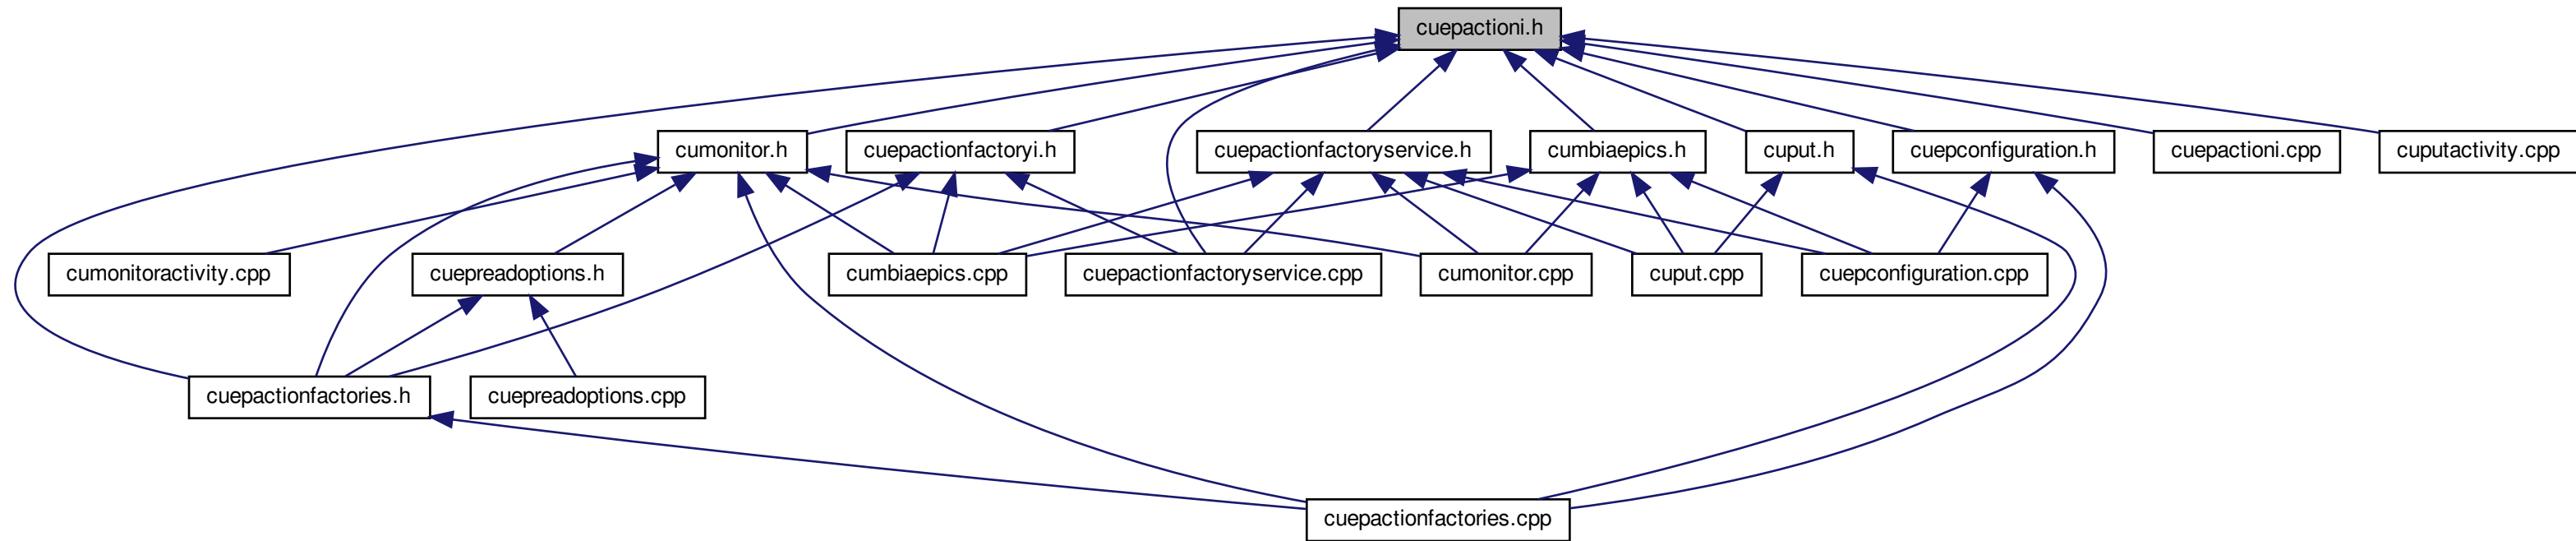 cuepactioni.h
cumonitor.h
cuepactionfactoryi.h
cuepactionfactoryservice.h
cumbiaepics.h
cuput.h
cuepconfiguration.h
cuepactioni.cpp
cuputactivity.cpp
cumonitoractivity.cpp
cuepreadoptions.h
cumbiaepics.cpp
cuepactionfactoryservice.cpp
cumonitor.cpp
cuput.cpp
cuepconfiguration.cpp
cuepactionfactories.h
cuepreadoptions.cpp
cuepactionfactories.cpp